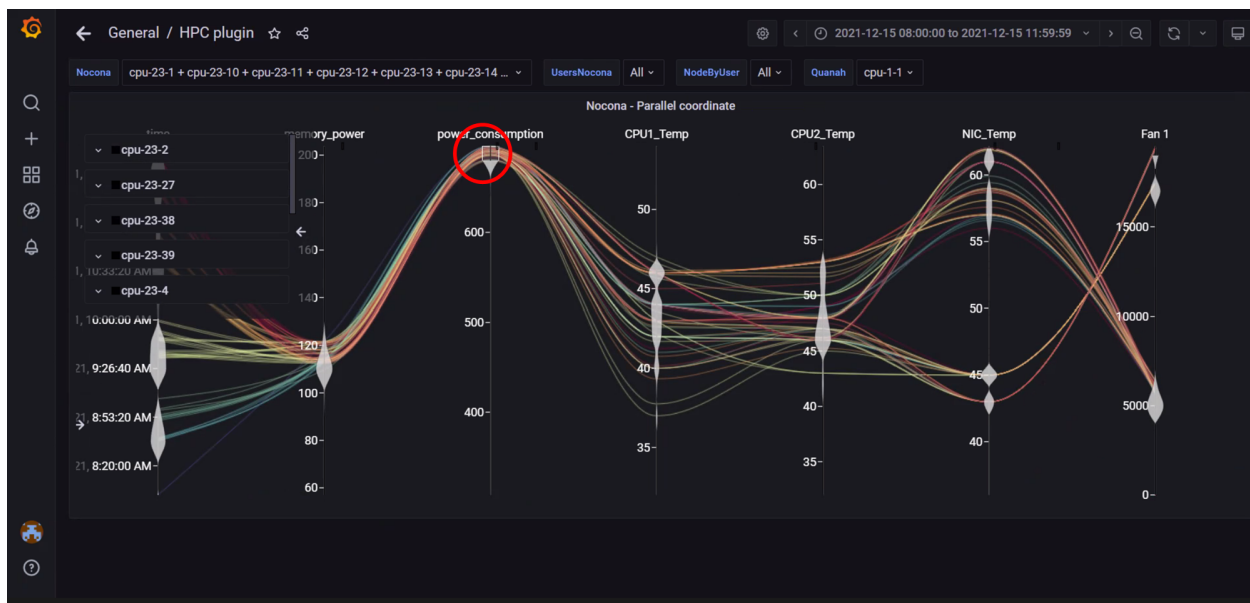 General / HPC plugin
2021-12-15 08:00:00 to 2021-12-15 11:59:59
Nocona cpu-23-1 + cpu-23-10 + cpu-23-11 + cpu-23-12 + cpu-23-13 + cpu-23-14 ... UsersNocona All NodeByUser All Quanah cpu-1-1
Nocona - Parallel coordinate
time memory_power power_consumption CPU1_Temp CPU2_Temp NIC_Temp Fan 1
cpu-23-2
cpu-23-27
cpu-23-38
cpu-23-39
cpu-23-4
1, 10:33:20 AM
1, 10:00:00 AM
21, 9:26:40 AM
21, 8:53:20 AM
21, 8:20:00 AM
200
180
160
140
120
100
80
60
600
500
400
50
45
40
35
60
55
50
45
40
35
60
55
50
45
40
15000
10000
5000
0